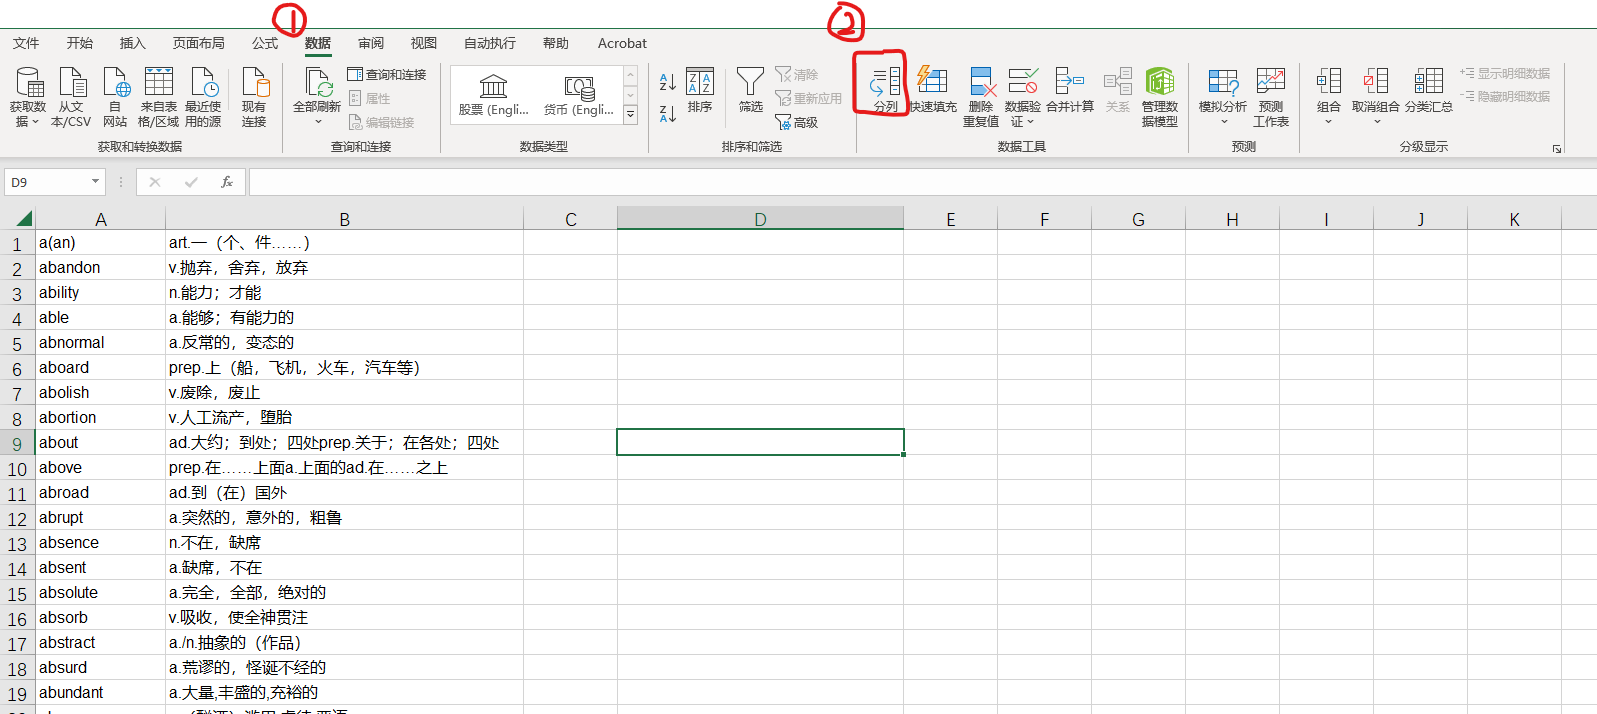 ① ②
文件 开始 插入 页面布局 公式 数据 审阅 视图 自动执行 帮助 Acrobat
获取数据 从文本/CSV 自网站 来自表格/区域 最近使用的源 现有连接
获取和转换数据
全部刷新 查询和连接 属性 编辑链接
查询和连接
股票 (Engli... 货币 (Engli...
数据类型
排序 筛选 清除 重新应用 高级
排序和筛选
分列 快速填充 删除重复值 数据验证 合并计算 关系 管理数据模型
数据工具
模拟分析 预测工作表
预测
组合 取消组合 分类汇总 显示明细数据 隐藏明细数据
分级显示
D9 fx
A B C D E F G H I J K
1 a(an) art.一（个、件……）
2 abandon v.抛弃，舍弃，放弃
3 ability n.能力；才能
4 able a.能够；有能力的
5 abnormal a.反常的，变态的
6 aboard prep.上（船，飞机，火车，汽车等）
7 abolish v.废除，废止
8 abortion v.人工流产，堕胎
9 about ad.大约；到处；四处prep.关于；在各处；四处
10 above prep.在……上面a.上面的ad.在……之上
11 abroad ad.到（在）国外
12 abrupt a.突然的，意外的，粗鲁
13 absence n.不在，缺席
14 absent a.缺席，不在
15 absolute a.完全，全部，绝对的
16 absorb v.吸收，使全神贯注
17 abstract a./n.抽象的（作品）
18 absurd a.荒谬的，怪诞不经的
19 abundant a.大量,丰盛的,充裕的